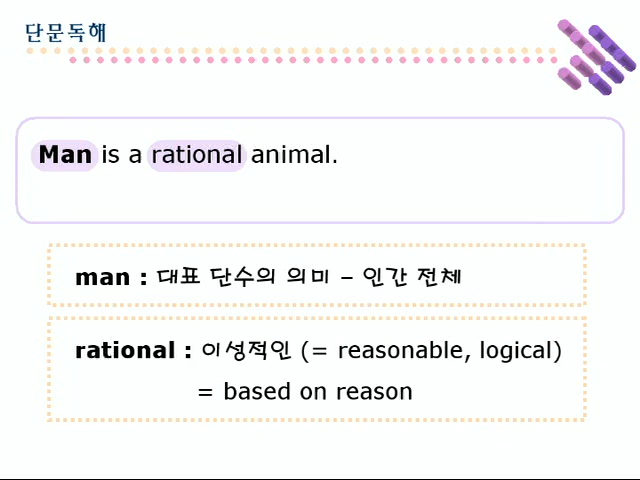 단문독해
Man is a rational animal.
man : 대표 단수의 의미 – 인간 전체
rational : 이성적인 (= reasonable, logical)
= based on reason